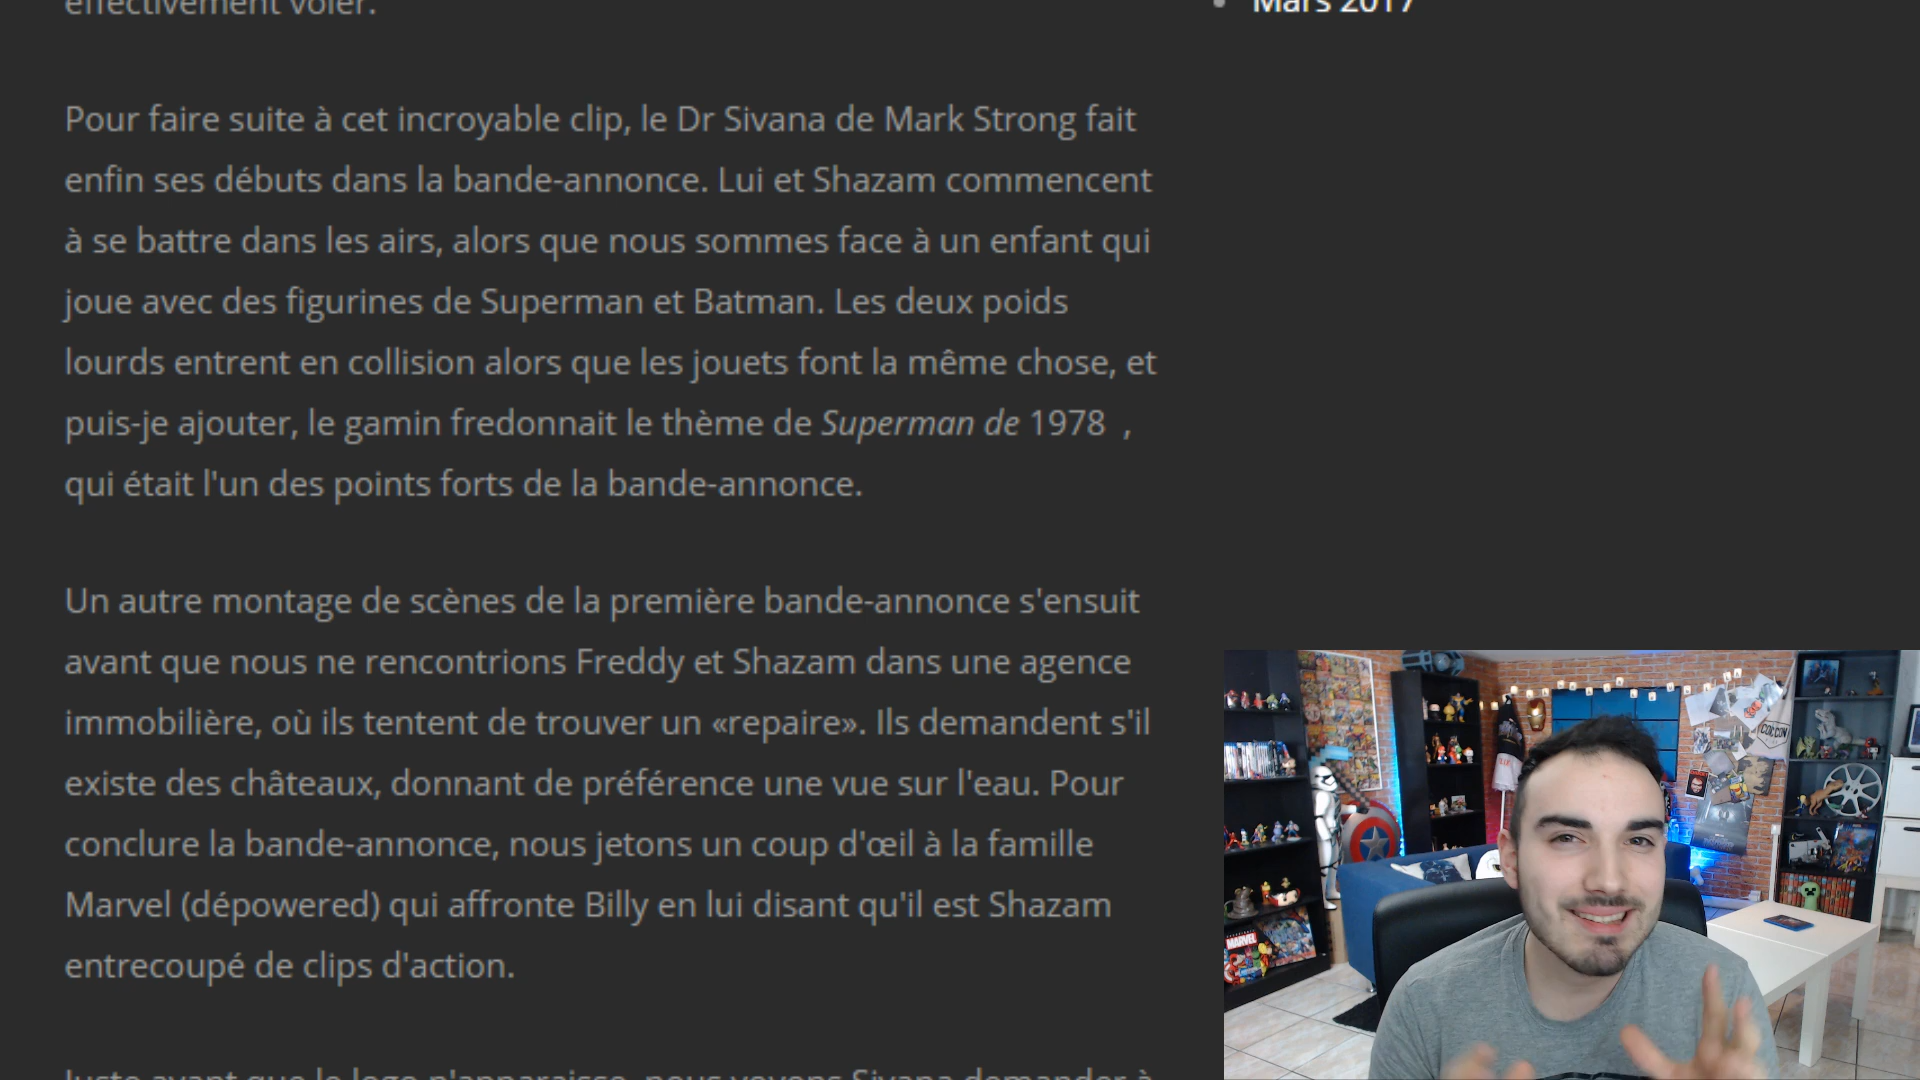 effectivement voler.
Mars 2017
Pour faire suite à cet incroyable clip, le Dr Sivana de Mark Strong fait
enfin ses débuts dans la bande-annonce. Lui et Shazam commencent
à se battre dans les airs, alors que nous sommes face à un enfant qui
joue avec des figurines de Superman et Batman. Les deux poids
lourds entrent en collision alors que les jouets font la même chose, et
puis-je ajouter, le gamin fredonnait le thème de Superman de 1978 ,
qui était l'un des points forts de la bande-annonce.
Un autre montage de scènes de la première bande-annonce s'ensuit
avant que nous ne rencontrions Freddy et Shazam dans une agence
immobilière, où ils tentent de trouver un «repaire». Ils demandent s'il
existe des châteaux, donnant de préférence une vue sur l'eau. Pour
conclure la bande-annonce, nous jetons un coup d'œil à la famille
Marvel (dépowered) qui affronte Billy en lui disant qu'il est Shazam
entrecoupé de clips d'action.
Juste avant que le logo n'apparaisse, nous voyons Sivana demander à
MARVEL